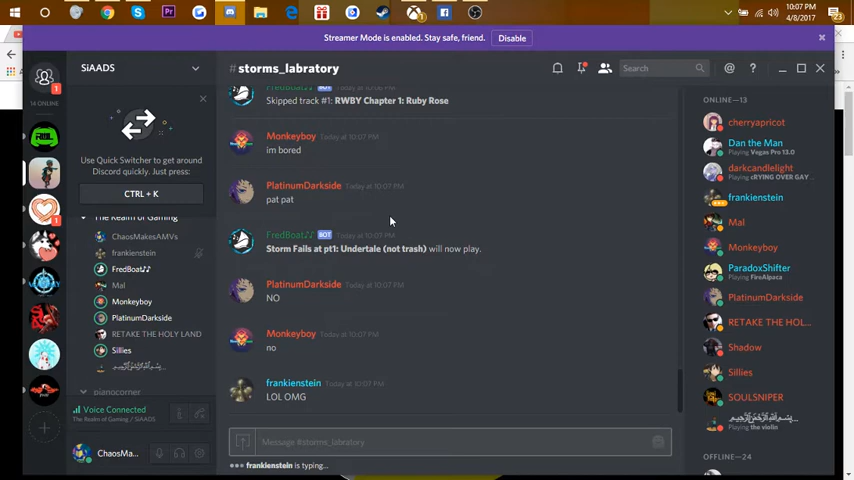 10:07 PM
4/8/2017
Streamer Mode is enabled. Stay safe, friend. Disable
SiAADS
14 ONLINE
Use Quick Switcher to get around
Discord quickly. Just press:
CTRL + K
The Realm of Gaming
ChaosMakesAMVs
frankienstein
FredBoat♪♪
Mal
Monkeyboy
PlatinumDarkside
RETAKE THE HOLY LAND
Sillies
pianocorner
Voice Connected
The Realm of Gaming / SiAADS
ChaosMa...
#storms_labratory
Search
FredBoat♪♪ BOT
Skipped track #1: RWBY Chapter 1: Ruby Rose
Monkeyboy Today at 10:07 PM
im bored
PlatinumDarkside Today at 10:07 PM
pat pat
FredBoat♪♪ BOT Today at 10:07 PM
Storm Fails at pt1: Undertale (not trash) will now play.
PlatinumDarkside Today at 10:07 PM
NO
Monkeyboy Today at 10:07 PM
no
frankienstein Today at 10:07 PM
LOL OMG
Message @storms_labratory
frankienstein is typing...
ONLINE—13
cherryapricot
Dan the Man
Playing Vegas Pro 13.0
darkcandlelight
Playing cRYING OVER GAY
frankienstein
Mal
Monkeyboy
ParadoxShifter
Playing FireAlpaca
PlatinumDarkside
RETAKE THE HOL...
Shadow
Sillies
SOULSNIPER
Playing the violin
OFFLINE—24